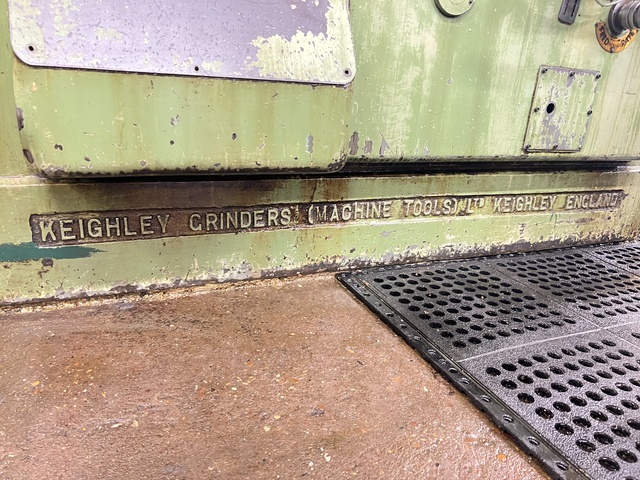 KEIGHLEY GRINDERS (MACHINE TOOLS) LTD KEIGHLEY ENGLAND